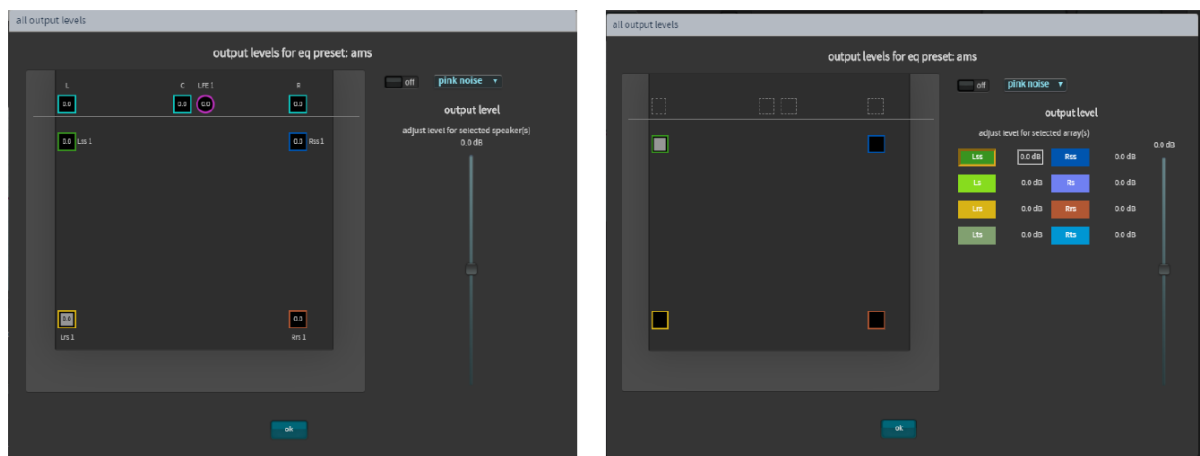 all output levels
output levels for eq preset: ams
off pink noise
L C LFE 1 R
0.0 0.0 0.0 0.0
output level
adjust level for selected speaker(s)
0.0 dB
0.0 Lss 1 0.0 Rss 1
0.0 0.0
Lrs 1 Rrs 1
ok
all output levels
output levels for eq preset: ams
off pink noise
output level
adjust level for selected array(s)
0.0 dB
Lss 0.0 dB Rss 0.0 dB
Ls 0.0 dB Rs 0.0 dB
Lrs 0.0 dB Rrs 0.0 dB
Lts 0.0 dB Rts 0.0 dB
ok